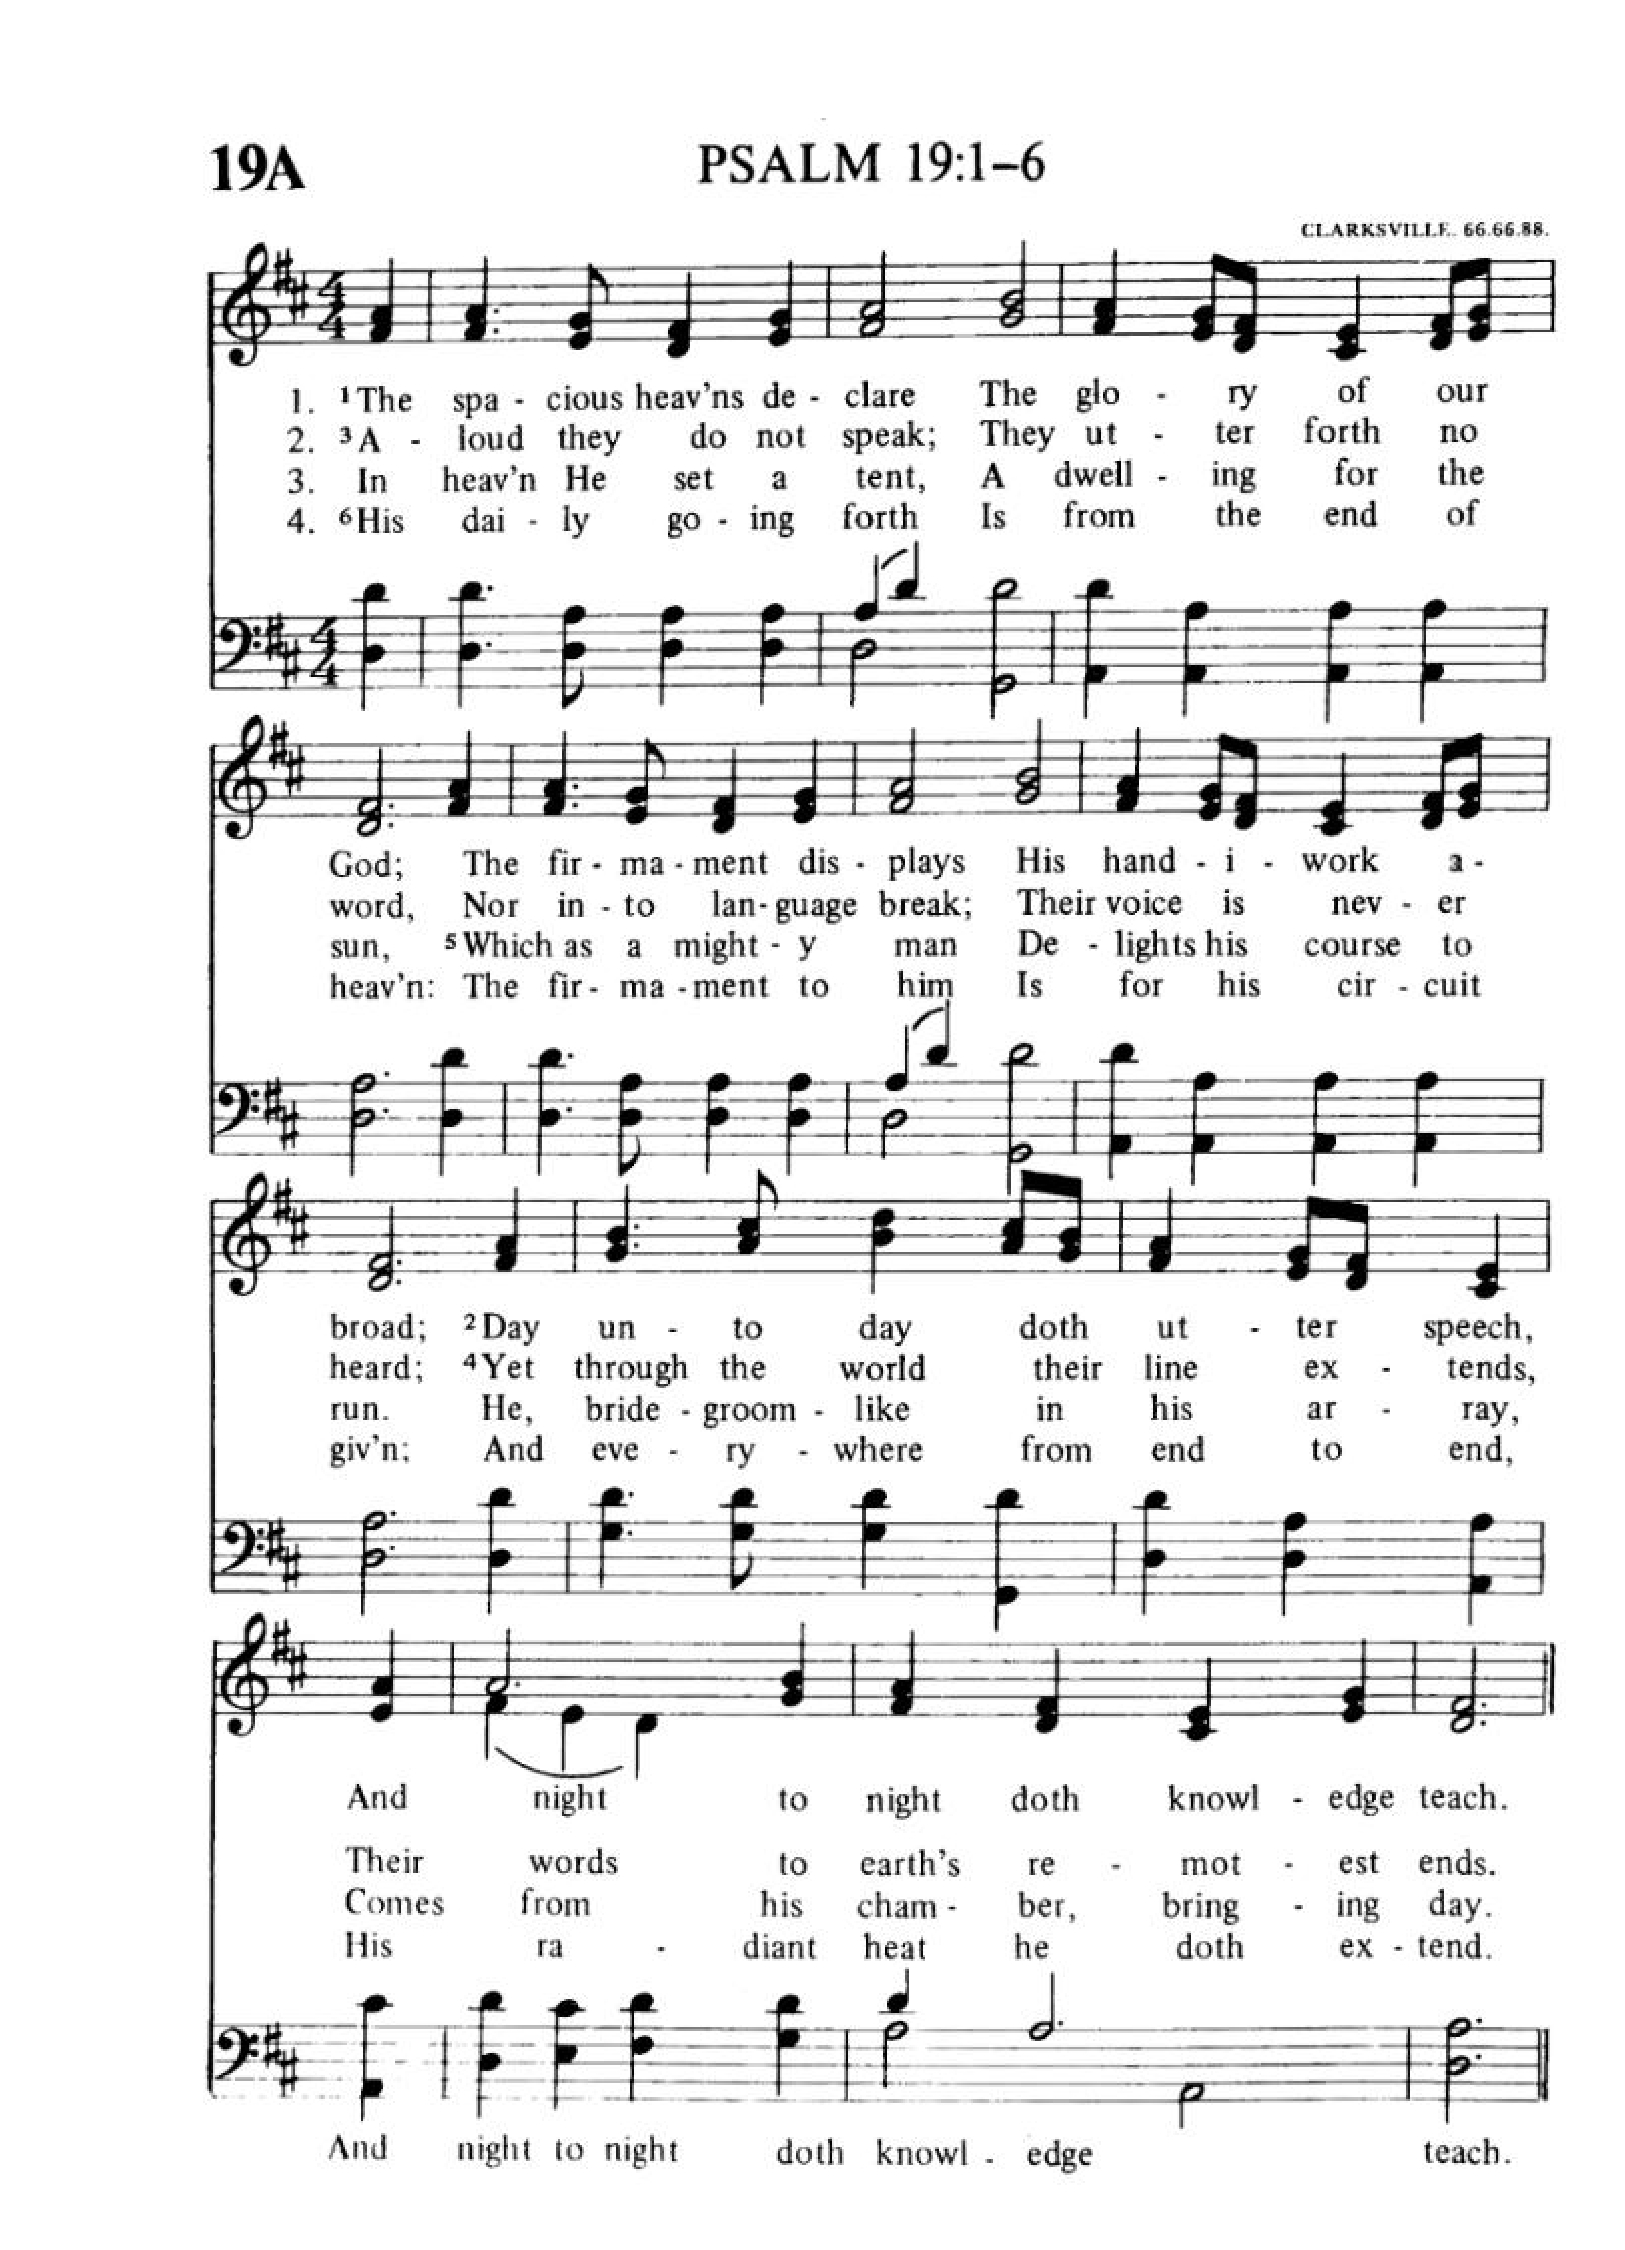 19A PSALM 19:1–6
CLARKSVILLE. 66.66.88.
1. ¹The spa - cious heav'ns de - clare The glo - ry of our
2. ³A - loud they do not speak; They ut - ter forth no
3. In heav'n He set a tent, A dwell - ing for the
4. ⁶His dai - ly go - ing forth Is from the end of
God; The fir - ma - ment dis - plays His hand - i - work a -
word, Nor in - to lan - guage break; Their voice is nev - er
sun, ⁵Which as a might - y man De - lights his course to
heav'n: The fir - ma - ment to him Is for his cir - cuit
broad; ²Day un - to day doth ut - ter speech,
heard; ⁴Yet through the world their line ex - tends,
run. He, bride - groom - like in his ar - ray,
giv'n; And eve - ry - where from end to end,
And night to night doth knowl - edge teach.
Their words to earth's re - mot - est ends.
Comes from his cham - ber, bring - ing day.
His ra - diant heat he doth ex - tend.
And night to night doth knowl - edge teach.